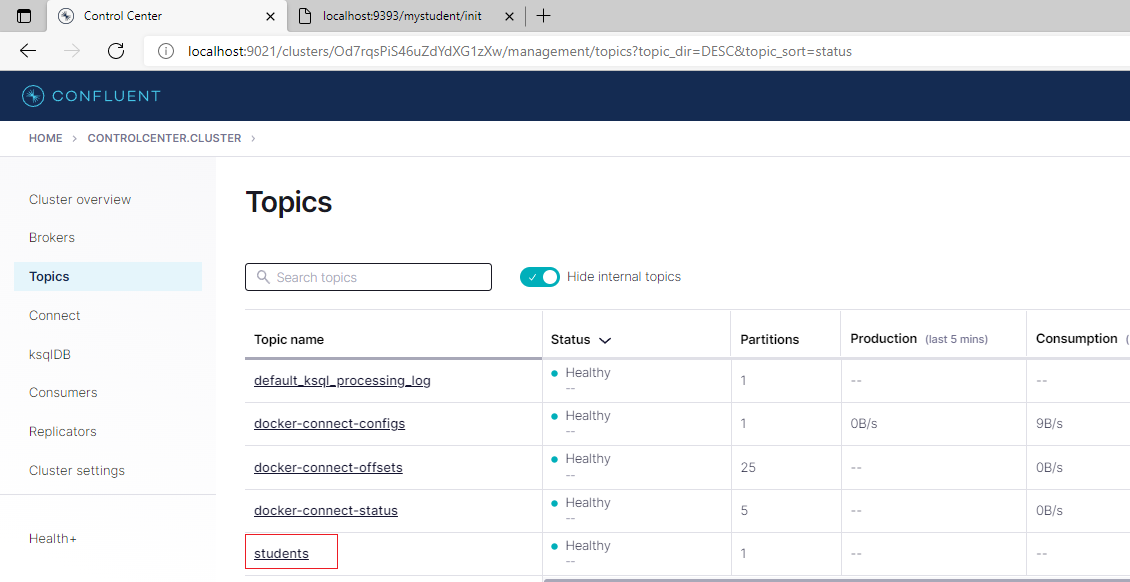 Control Center
localhost:9393/mystudent/init
localhost:9021/clusters/Od7rqsPiS46uZdYdXG1zXw/management/topics?topic_dir=DESC&topic_sort=status
CONFLUENT
HOME > CONTROLCENTER.CLUSTER >
Cluster overview
Brokers
Topics
Connect
ksqlDB
Consumers
Replicators
Cluster settings
Health+
Topics
Search topics
Hide internal topics
Topic name Status Partitions Production (last 5 mins) Consumption (
default_ksql_processing_log Healthy 1 -- --
--
docker-connect-configs Healthy 1 0B/s 9B/s
--
docker-connect-offsets Healthy 25 -- 0B/s
--
docker-connect-status Healthy 5 -- 0B/s
--
students Healthy 1 -- --
--